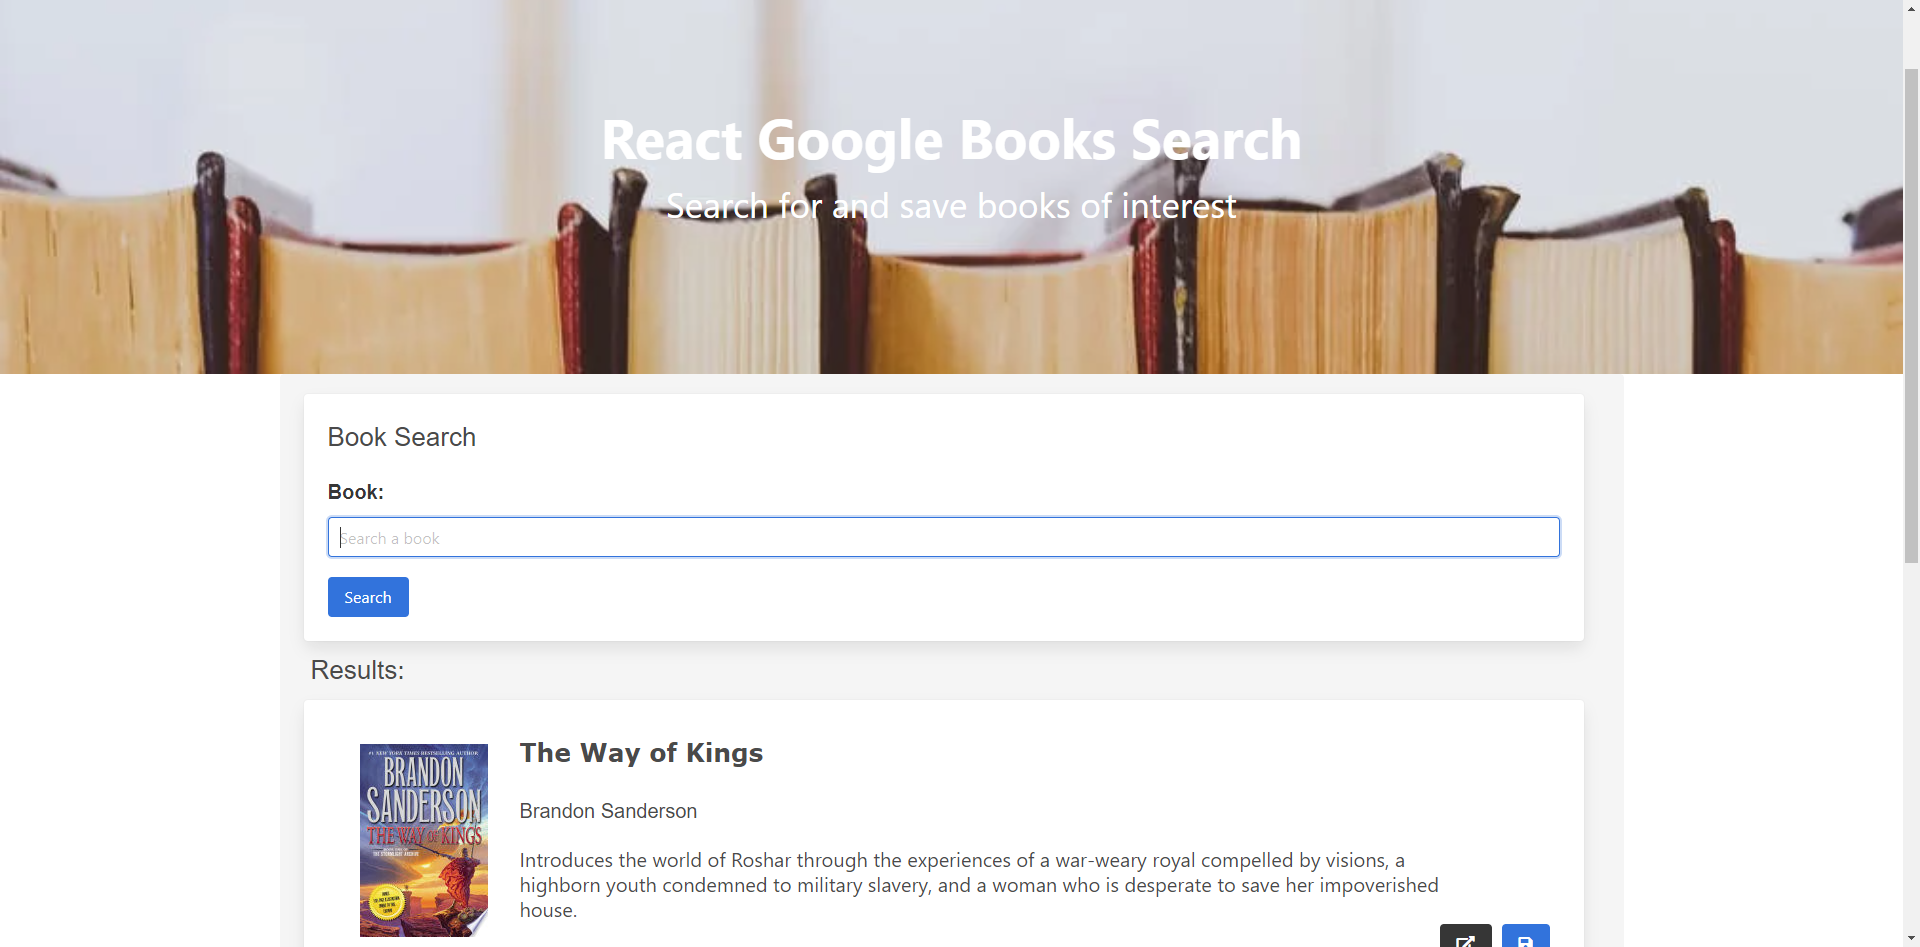 React Google Books Search
Search for and save books of interest
Book Search
Book:
Search a book
Search
Results:
The Way of Kings
Brandon Sanderson
Introduces the world of Roshar through the experiences of a war-weary royal compelled by visions, a
highborn youth condemned to military slavery, and a woman who is desperate to save her impoverished
house.
#1 NEW YORK TIMES BESTSELLING AUTHOR
BRANDON
SANDERSON
THE WAY OF KINGS
THE STORMLIGHT ARCHIVE